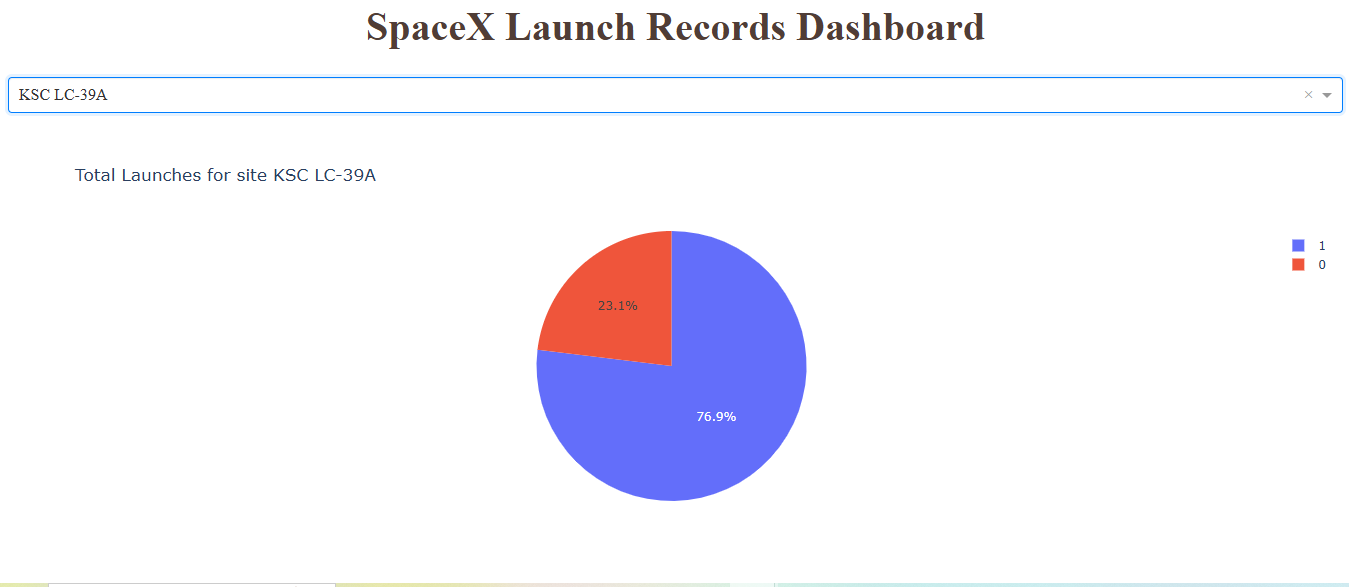 SpaceX Launch Records Dashboard
KSC LC-39A
Total Launches for site KSC LC-39A
1
0
23.1%
76.9%